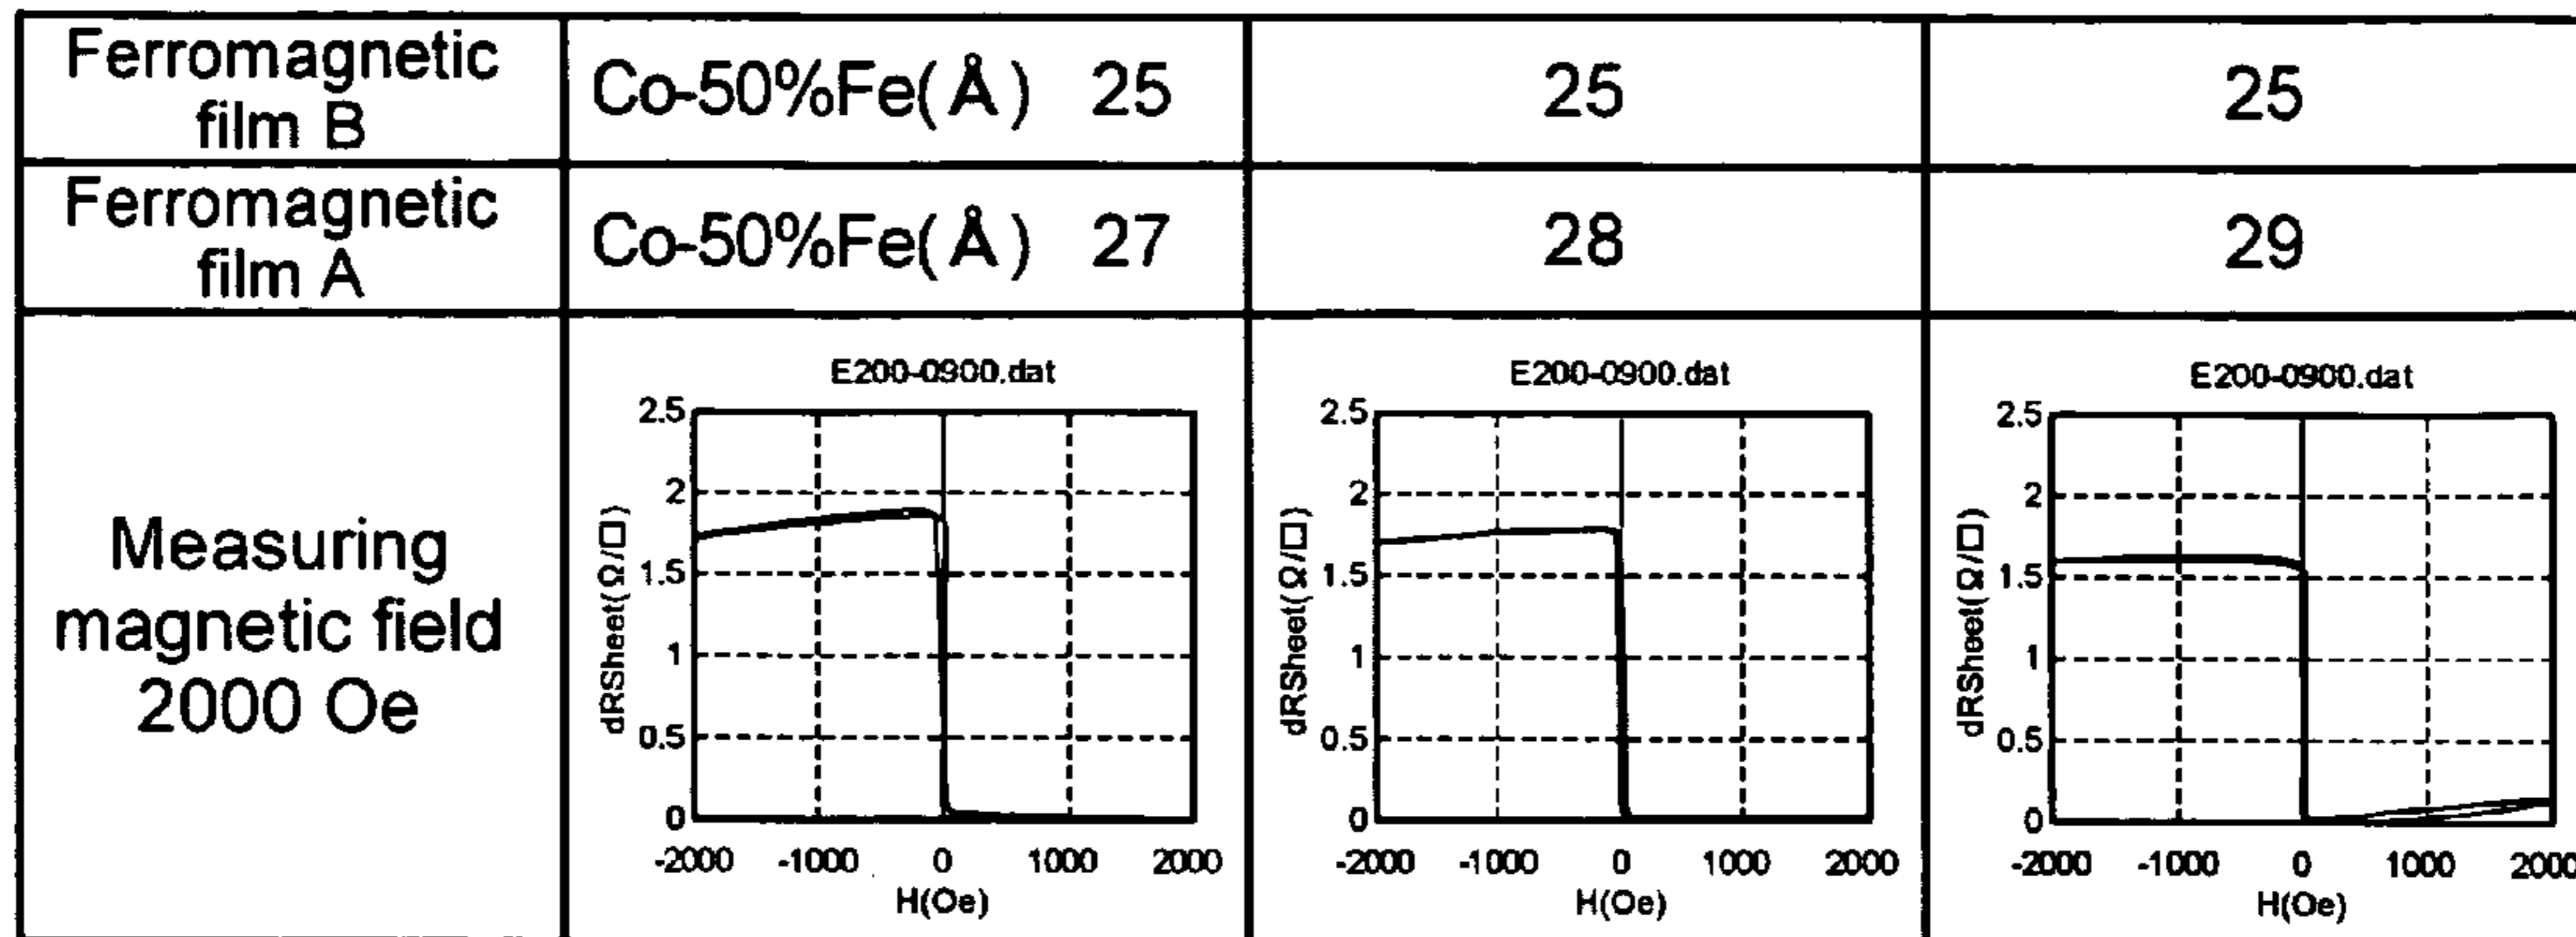 Ferromagnetic
film B
Co-50%Fe(Å) 25
25
25
Ferromagnetic
film A
Co-50%Fe(Å) 27
28
29
Measuring
magnetic field
2000 Oe
E200-0900.dat
2.5
2
1.5
1
0.5
0
dRSheet(Ω/□)
-2000 -1000 0 1000 2000
H(Oe)
E200-0900.dat
2.5
2
1.5
1
0.5
0
dRSheet(Ω/□)
-2000 -1000 0 1000 2000
H(Oe)
E200-0900.dat
2.5
2
1.5
1
0.5
0
dRSheet(Ω/□)
-2000 -1000 0 1000 2000
H(Oe)